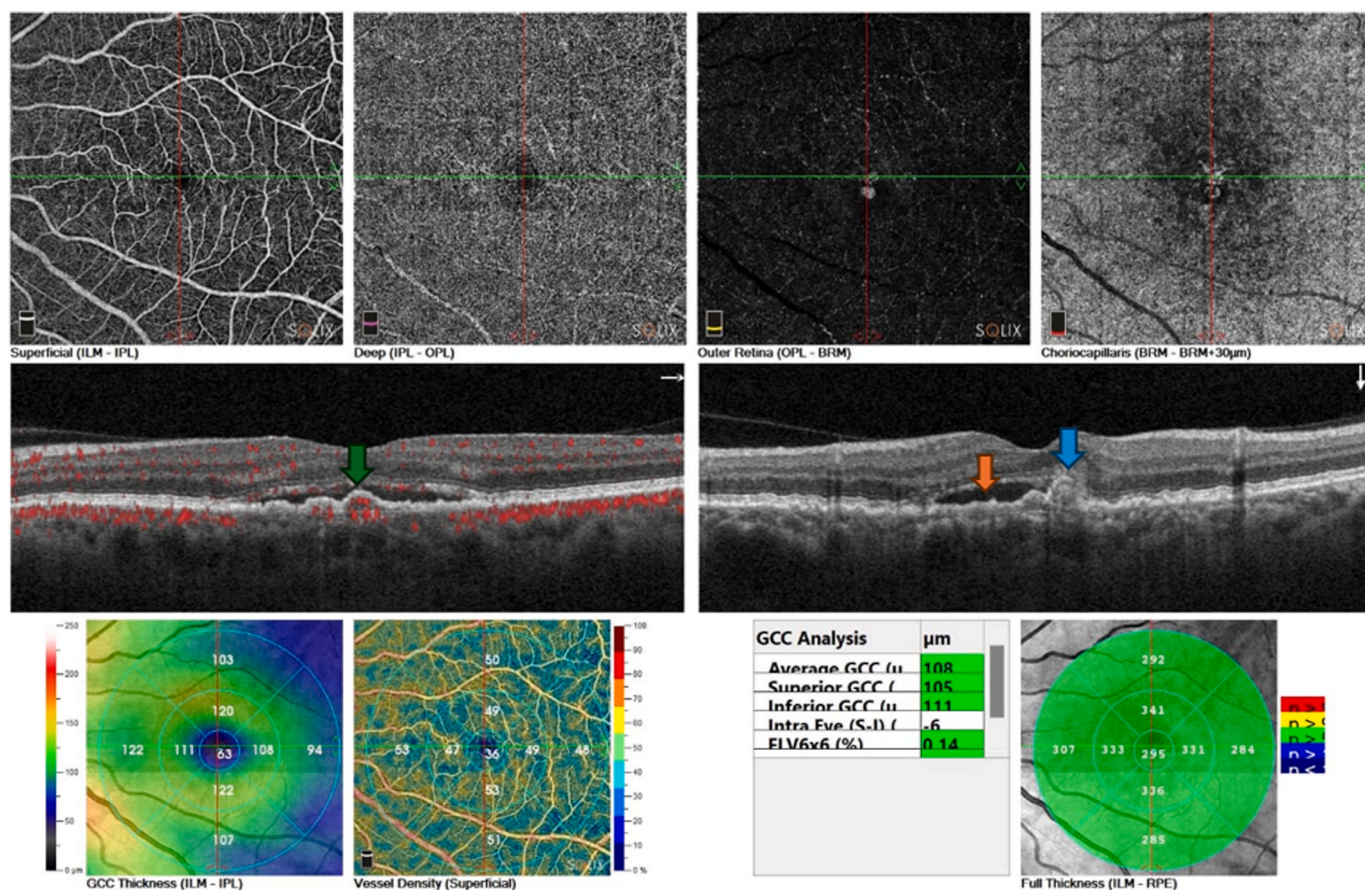 SOLIX
SOLIX
SOLIX
SOLIX
Superficial (ILM - IPL)
Deep (IPL - OPL)
Outer Retina (OPL - BRM)
Choriocapillaris (BRM - BRM+30µm)
250
200
150
100
50
0 µm
103
120
122 111 63 108 94
122
107
GCC Thickness (ILM - IPL)
50
49
53 47 36 49 48
53
51
SOLIX
Vessel Density (Superficial)
100
90
80
70
60
50
40
30
20
10
0 %
GCC Analysis µm
Average GCC (u 108
Superior GCC ( 105
Inferior GCC (u 111
Intra Eye (S-I) ( -6
FLV6x6 (%) 0.14
292
341
307 333 295 331 284
336
285
Full Thickness (ILM - RPE)